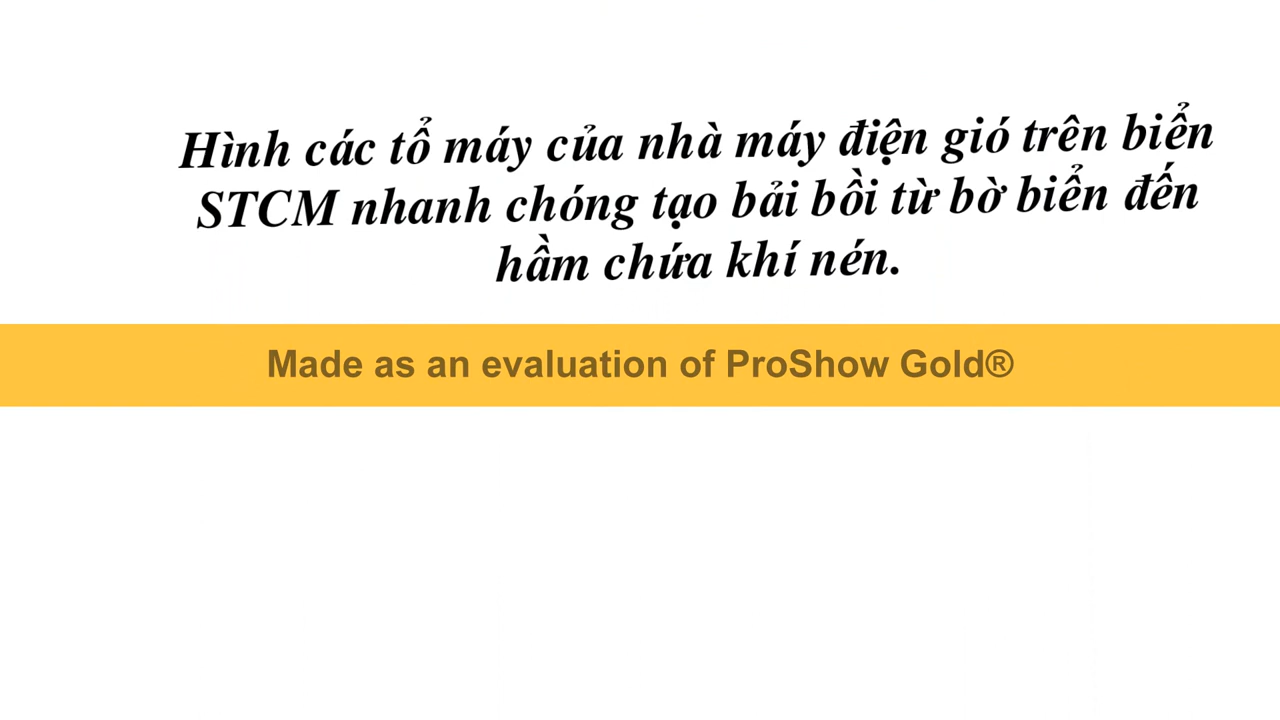 Hình các tổ máy của nhà máy điện gió trên biển
STCM nhanh chóng tạo bải bồi từ bờ biển đến
hầm chứa khí nén.
Made as an evaluation of ProShow Gold®